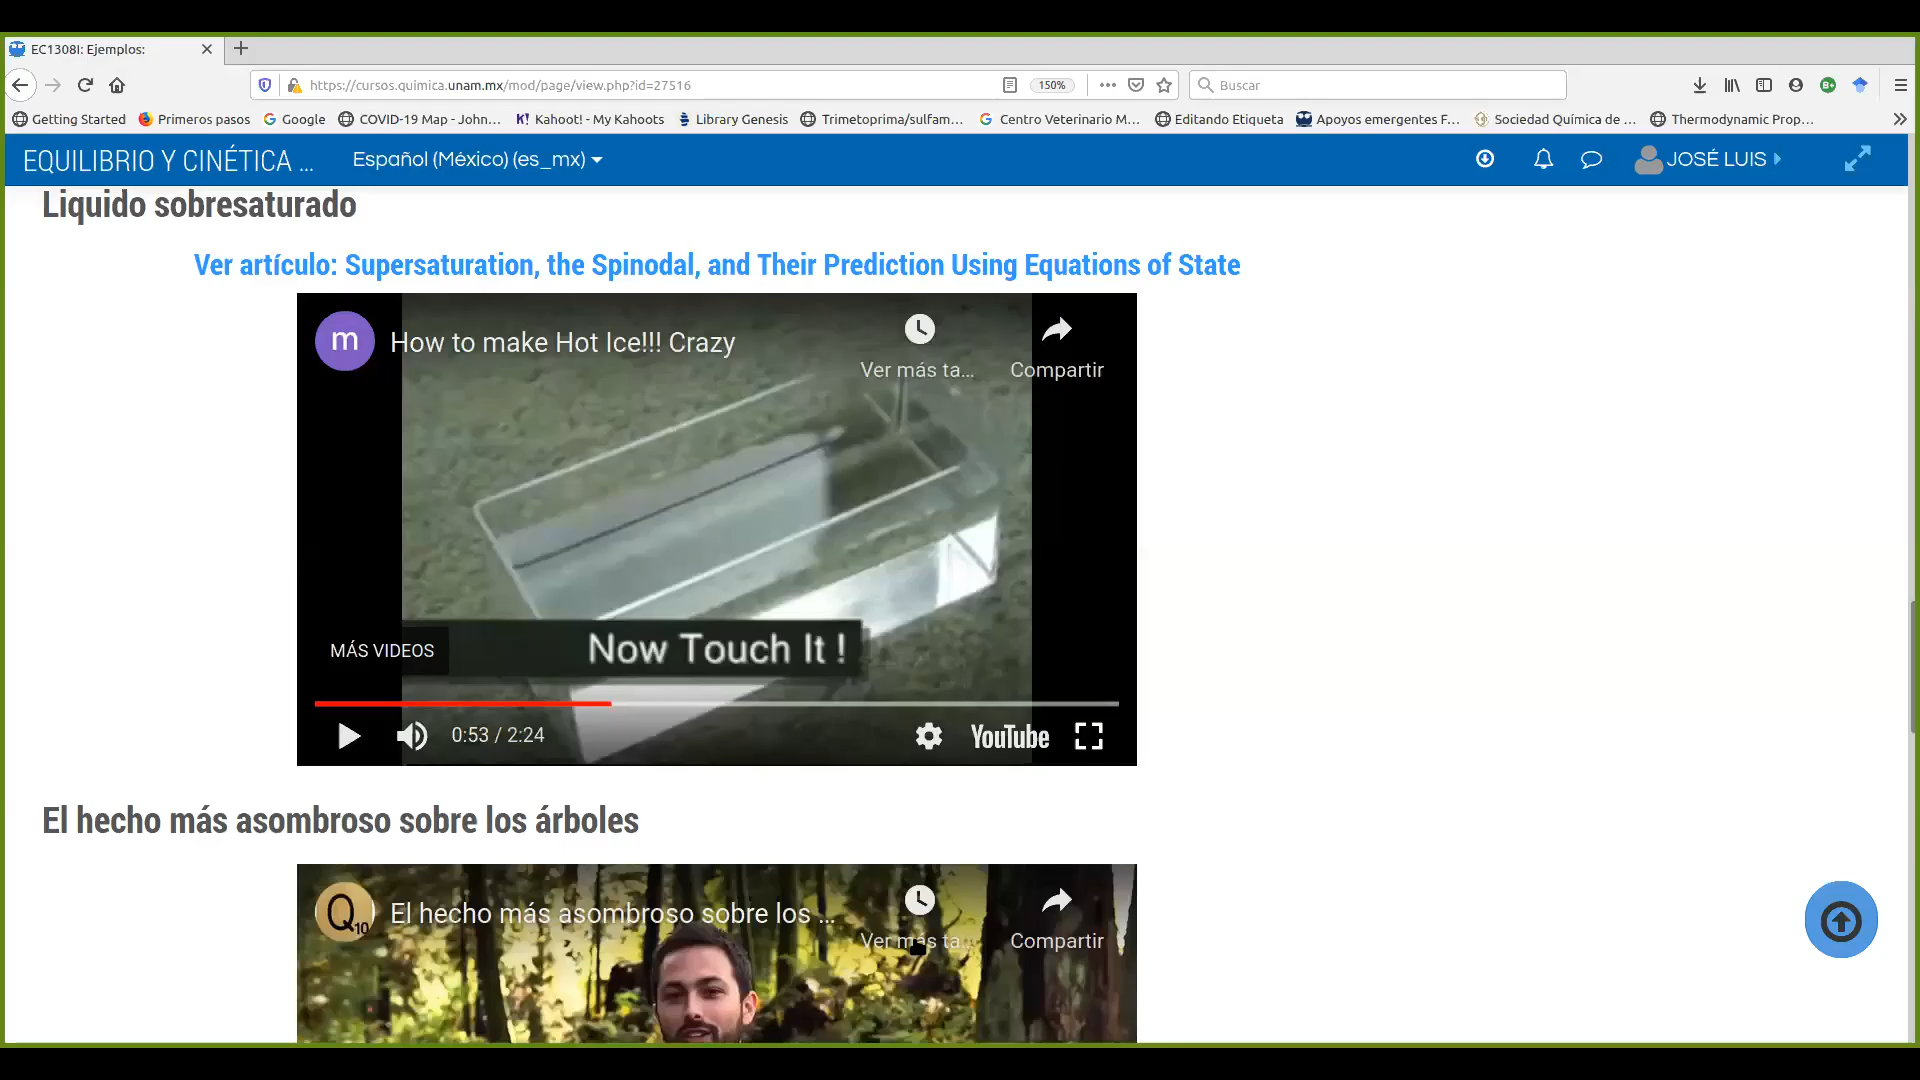 EC1308I: Ejemplos:
https://cursos.quimica.unam.mx/mod/page/view.php?id=27516
150%
Buscar
Getting Started
Primeros pasos
Google
COVID-19 Map - John...
K! Kahoot! - My Kahoots
Library Genesis
Trimetoprima/sulfam...
Centro Veterinario M...
Editando Etiqueta
Apoyos emergentes F...
Sociedad Química de ...
Thermodynamic Prop...
EQUILIBRIO Y CINÉTICA ...
Español (México) (es_mx)
JOSÉ LUIS
Liquido sobresaturado
Ver artículo: Supersaturation, the Spinodal, and Their Prediction Using Equations of State
m
How to make Hot Ice!!! Crazy
Ver más ta...
Compartir
MÁS VIDEOS
Now Touch It !
0:53 / 2:24
YouTube
El hecho más asombroso sobre los árboles
Q10
El hecho más asombroso sobre los ...
Ver más ta...
Compartir